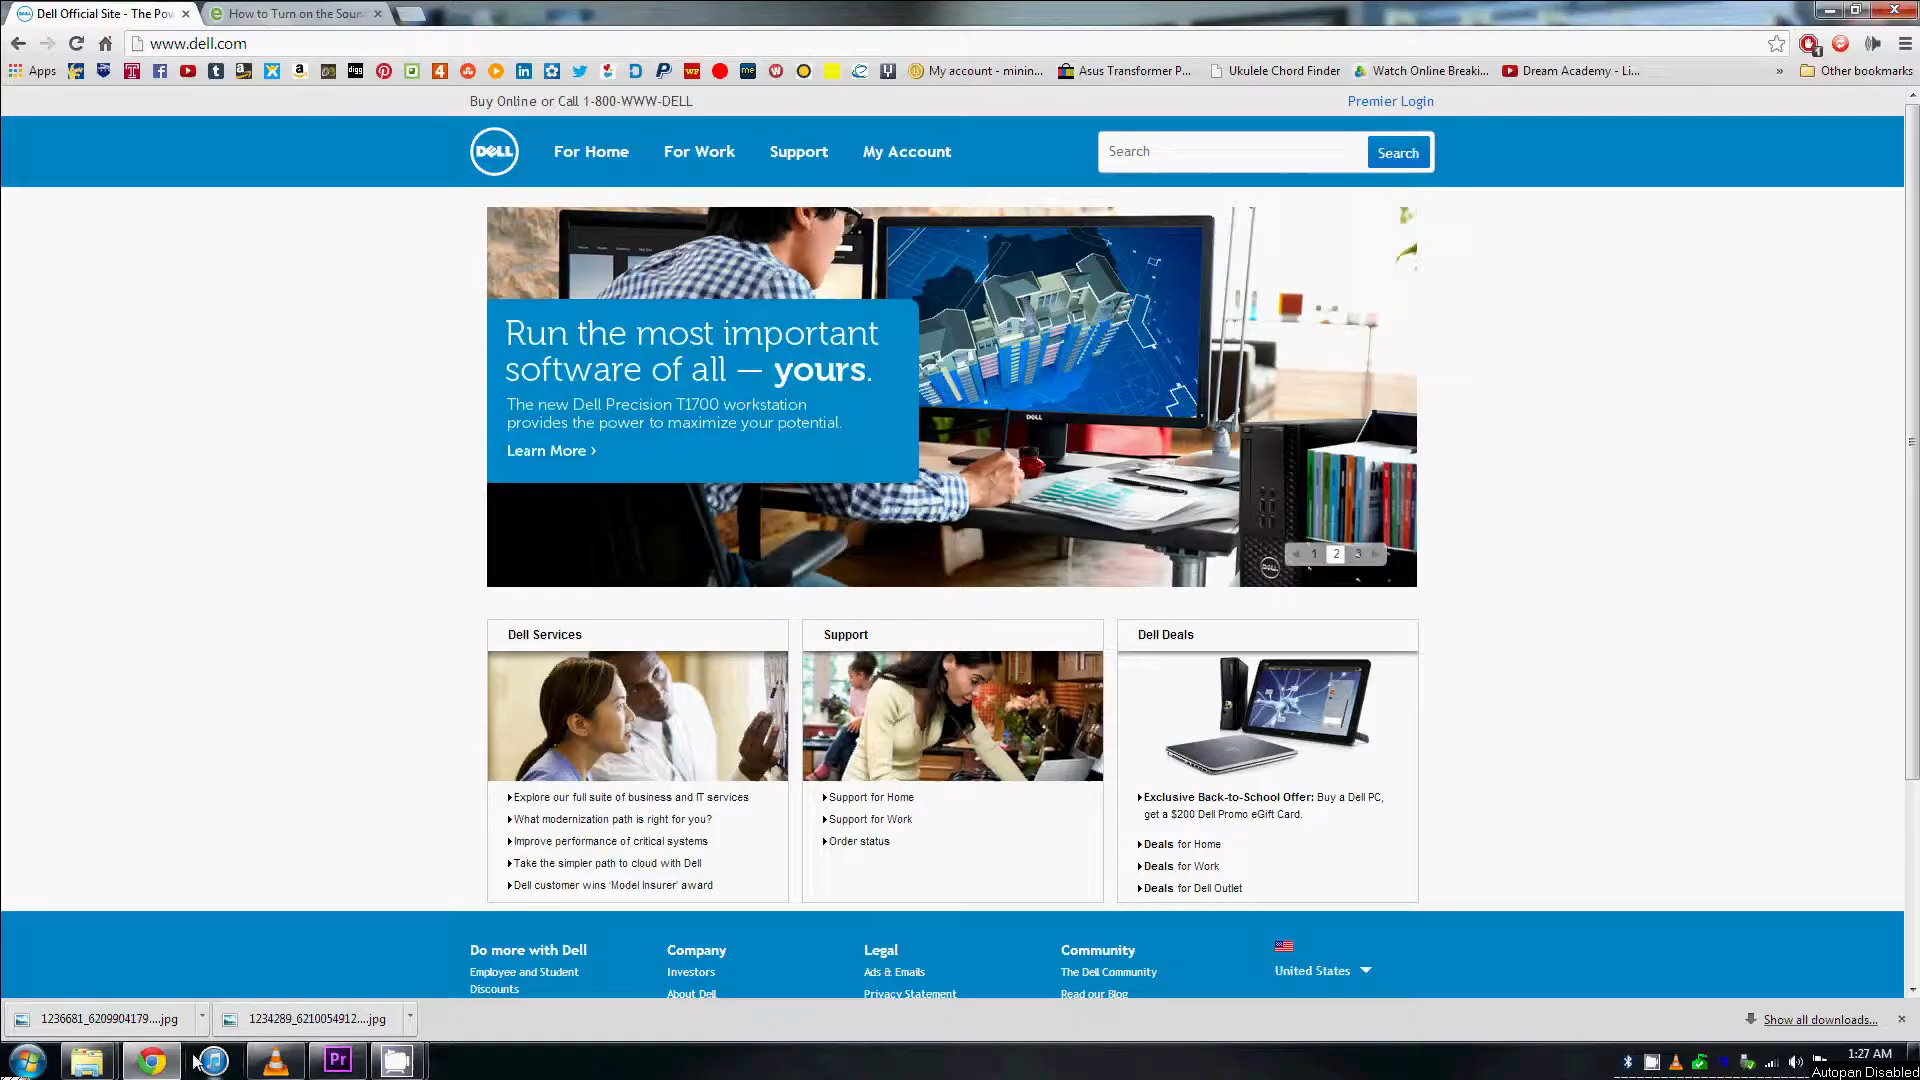 Dell Official Site - The Pow
How to Turn on the Soun
www.dell.com
Apps
My account - minin...
Asus Transformer P...
Ukulele Chord Finder
Watch Online Breaki...
Dream Academy - Li...
»
Other bookmarks
Buy Online or Call 1-800-WWW-DELL
Premier Login
DELL
For Home
For Work
Support
My Account
Search
Search
Run the most important
software of all — yours.
The new Dell Precision T1700 workstation
provides the power to maximize your potential.
Learn More ›
DELL
DELL
1 2 3
Dell Services
Support
Dell Deals
Explore our full suite of business and IT services
What modernization path is right for you?
Improve performance of critical systems
Take the simpler path to cloud with Dell
Dell customer wins 'Model Insurer' award
Support for Home
Support for Work
Order status
Exclusive Back-to-School Offer: Buy a Dell PC,
get a $200 Dell Promo eGift Card.
Deals for Home
Deals for Work
Deals for Dell Outlet
Do more with Dell
Employee and Student
Discounts
Company
Investors
About Dell
Legal
Ads & Emails
Privacy Statement
Community
The Dell Community
Read our Blog
United States
1236681_6209904179....jpg
1234289_6210054912....jpg
Show all downloads...
Pr
1:27 AM
Autopan Disabled